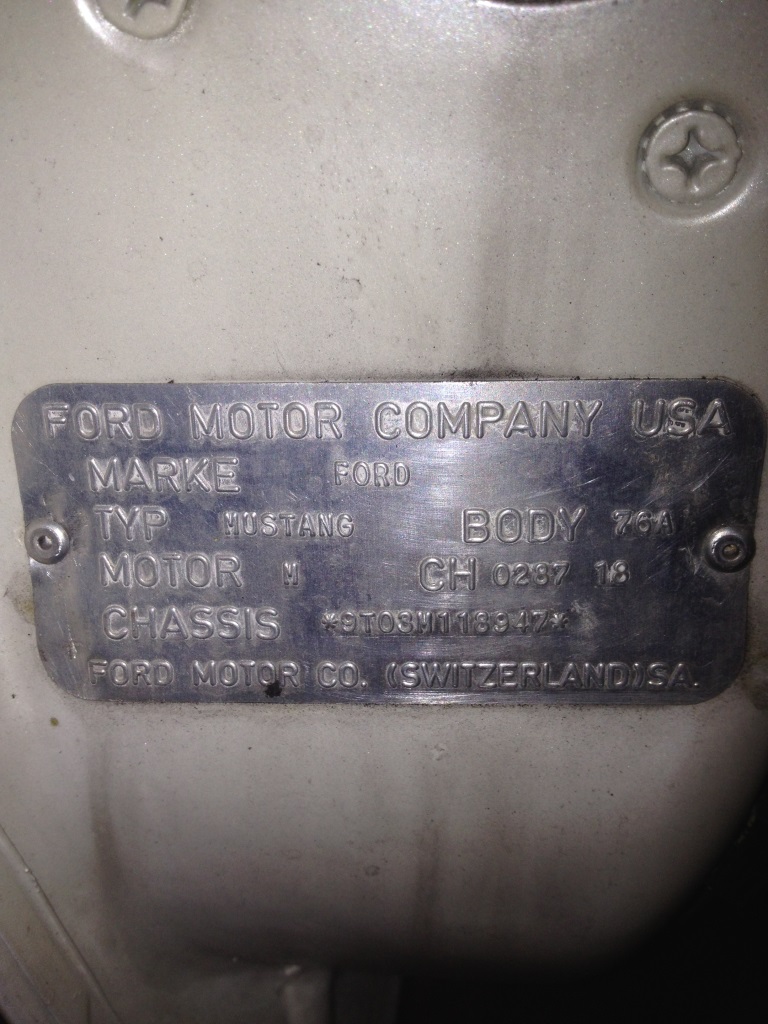 FORD MOTOR COMPANY USA
MARKE FORD
TYP MUSTANG BODY 76A
MOTOR M CH 0287 18
CHASSIS *9T03M118947*
FORD MOTOR CO. (SWITZERLAND)SA.